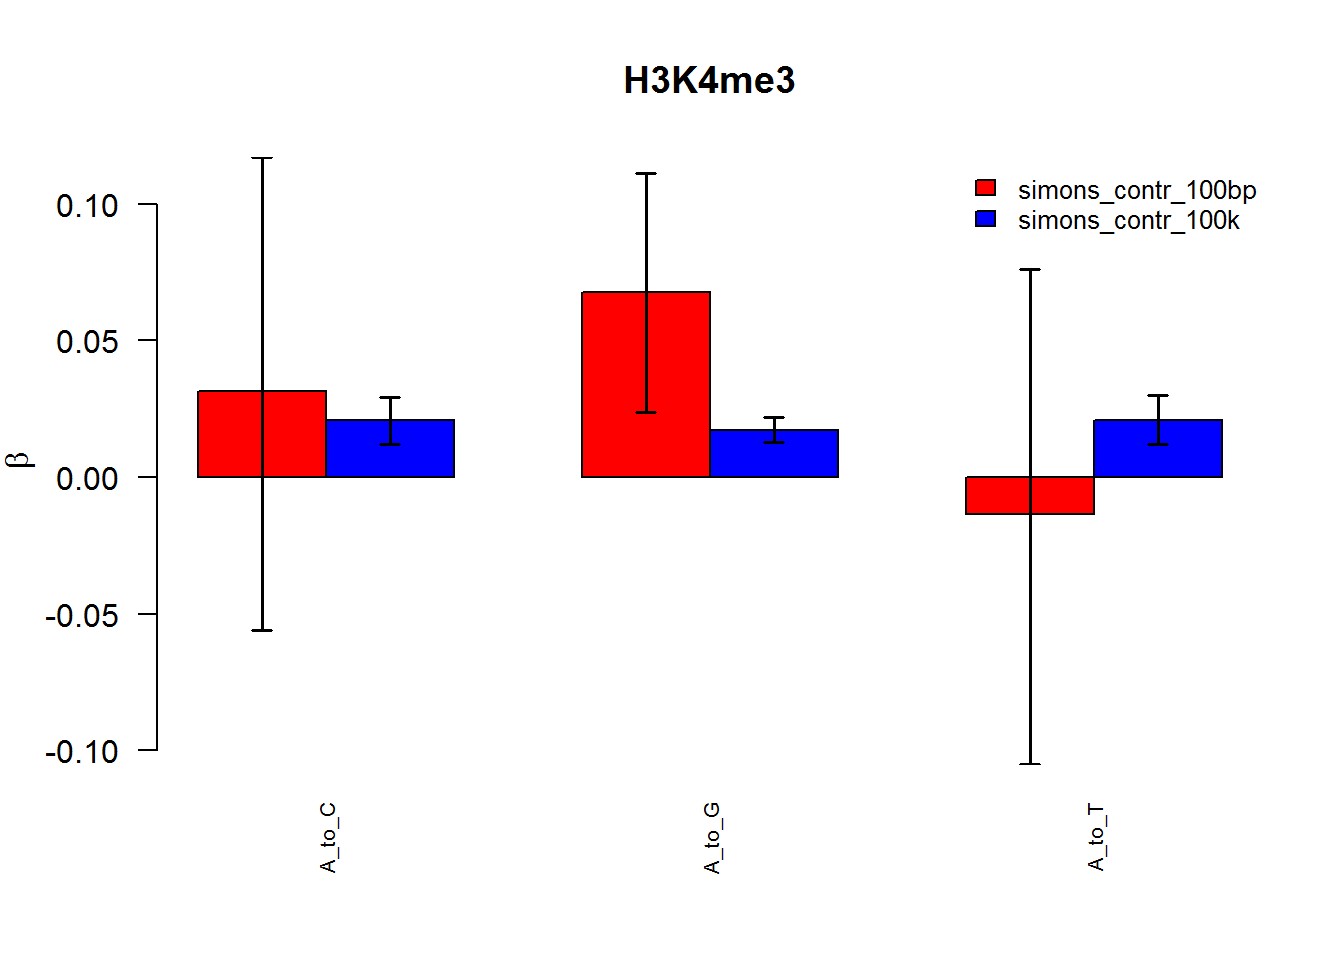 H3K4me3
simons_contr_100bp
simons_contr_100k
0.10
0.05
0.00
-0.05
-0.10
β
A_to_C
A_to_G
A_to_T